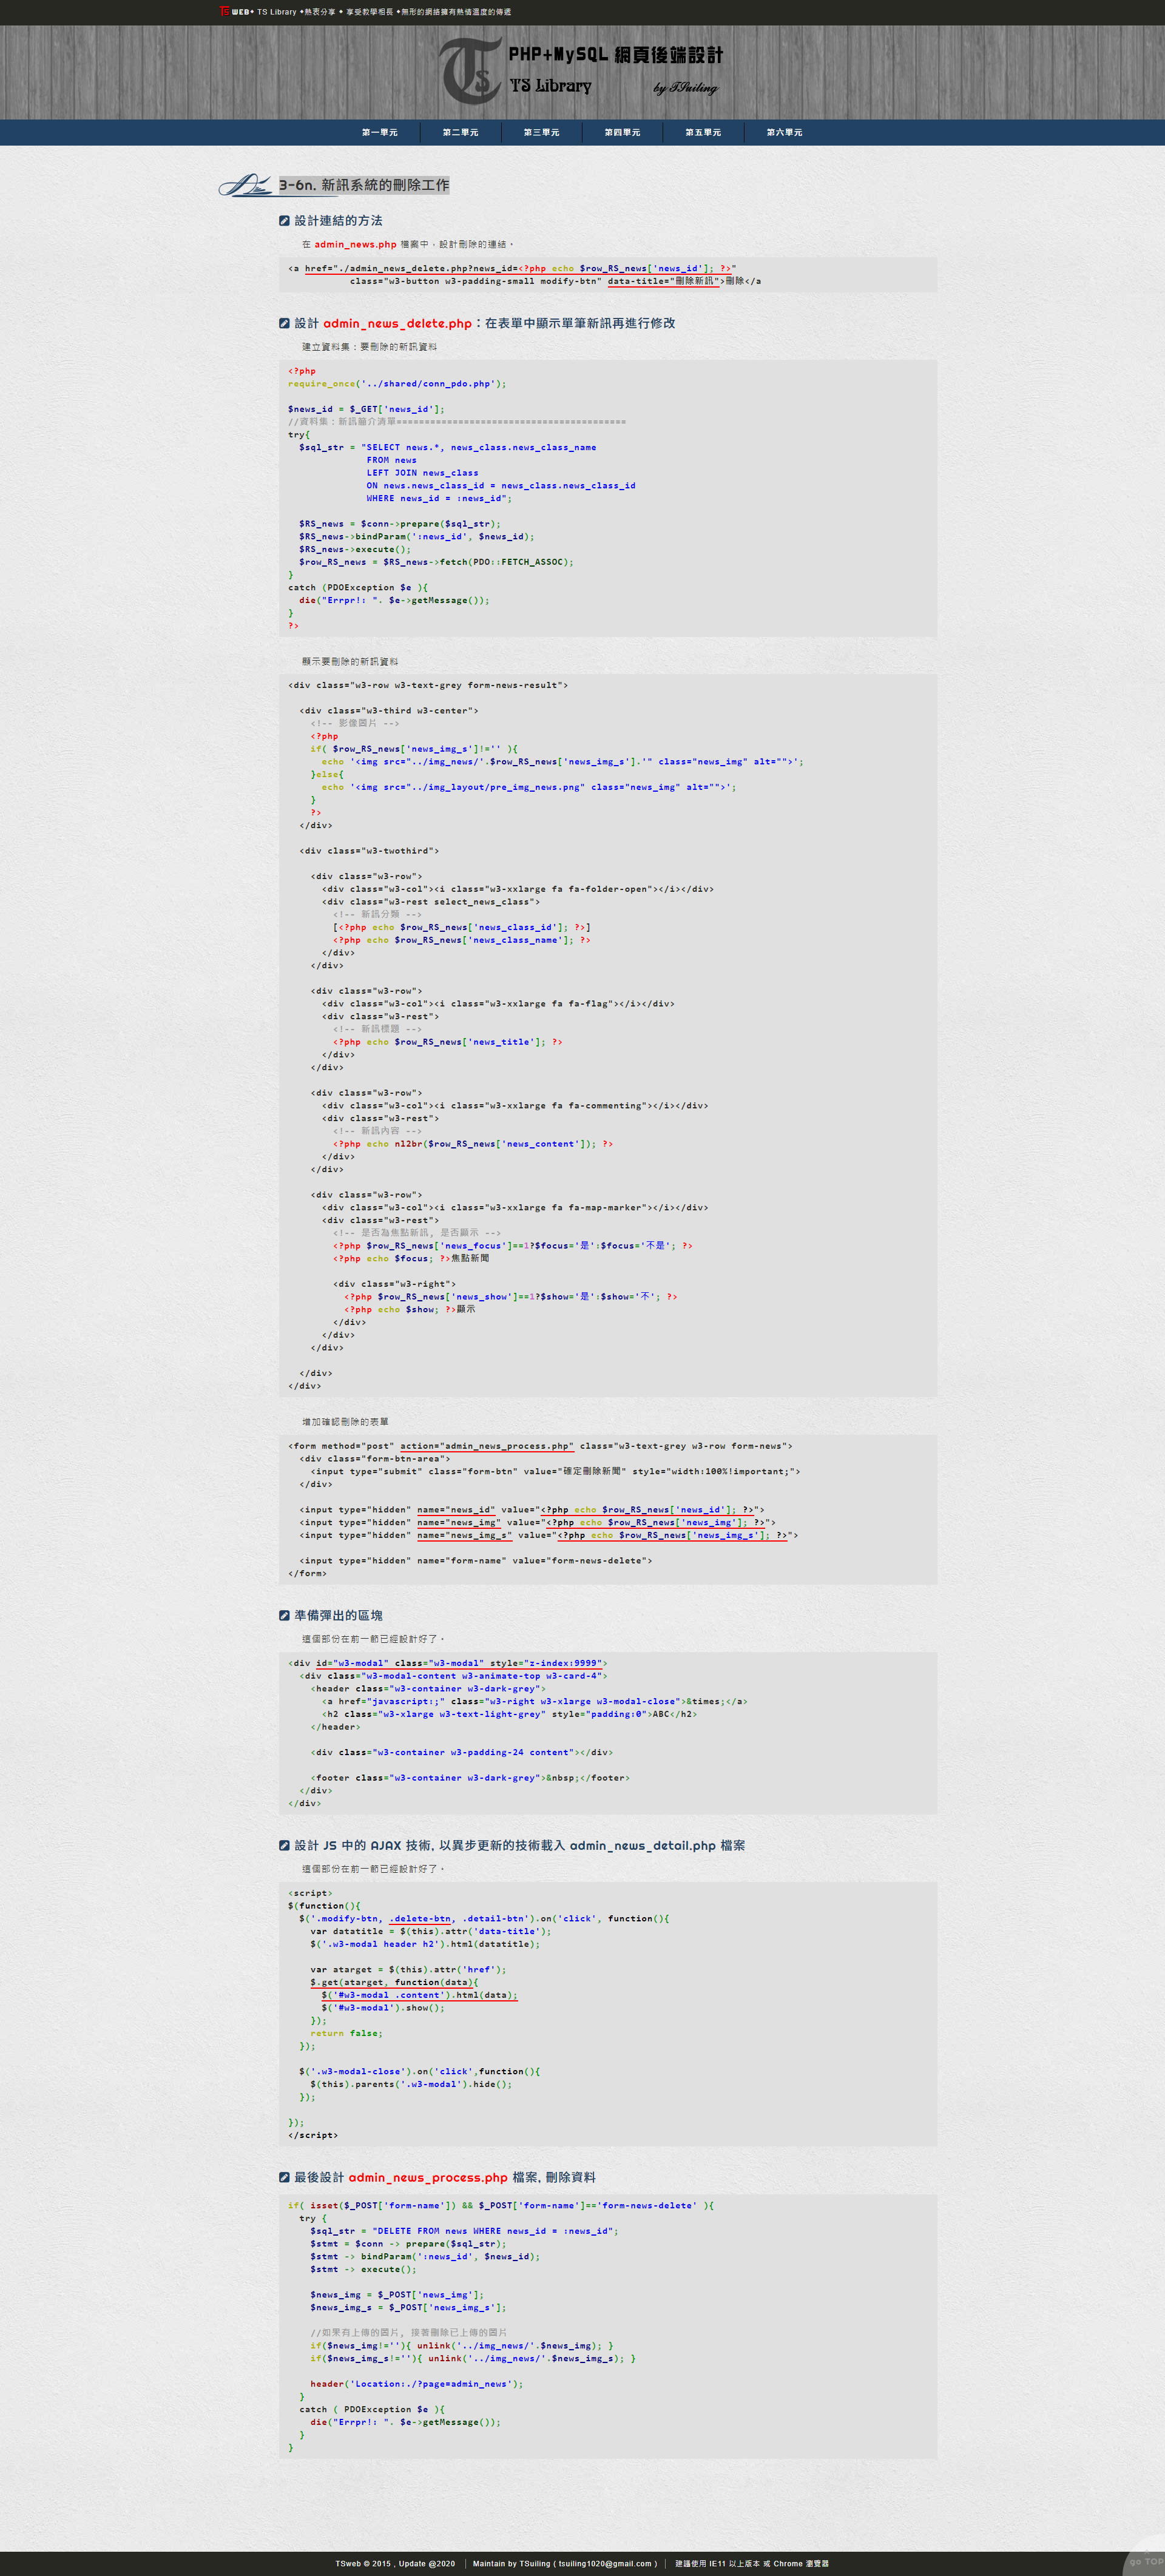 TS WEB✦ TS Library ✦熱衷分享 ✦ 享受教學相長 ✦無形的網絡擁有熱情溫度的傳遞
PHP+MySQL 網頁後端設計
TS Library by TSuiling
第一單元 第二單元 第三單元 第四單元 第五單元 第六單元
3-6n. 新訊系統的刪除工作
設計連結的方法
在 admin_news.php 檔案中，設計刪除的連結。
<a href="./admin_news_delete.php?news_id=<?php echo $row_RS_news['news_id']; ?>"
class="w3-button w3-padding-small modify-btn" data-title="刪除新訊">刪除</a
設計 admin_news_delete.php：在表單中顯示單筆新訊再進行修改
建立資料集：要刪除的新訊資料
<?php
require_once('../shared/conn_pdo.php');
$news_id = $_GET['news_id'];
//資料集：新訊簡介清單=========================================
try{
$sql_str = "SELECT news.*, news_class.news_class_name
FROM news
LEFT JOIN news_class
ON news.news_class_id = news_class.news_class_id
WHERE news_id = :news_id";
$RS_news = $conn->prepare($sql_str);
$RS_news->bindParam(':news_id', $news_id);
$RS_news->execute();
$row_RS_news = $RS_news->fetch(PDO::FETCH_ASSOC);
}
catch (PDOException $e ){
die("Errpr!: ". $e->getMessage());
}
?>
顯示要刪除的新訊資料
<div class="w3-row w3-text-grey form-news-result">
<div class="w3-third w3-center">
<!-- 影像圖片 -->
<?php
if( $row_RS_news['news_img_s']!='' ){
echo '<img src="../img_news/'.$row_RS_news['news_img_s'].'" class="news_img" alt="">';
}else{
echo '<img src="../img_layout/pre_img_news.png" class="news_img" alt="">';
}
?>
</div>
<div class="w3-twothird">
<div class="w3-row">
<div class="w3-col"><i class="w3-xxlarge fa fa-folder-open"></i></div>
<div class="w3-rest select_news_class">
<!-- 新訊分類 -->
[<?php echo $row_RS_news['news_class_id']; ?>]
<?php echo $row_RS_news['news_class_name']; ?>
</div>
</div>
<div class="w3-row">
<div class="w3-col"><i class="w3-xxlarge fa fa-flag"></i></div>
<div class="w3-rest">
<!-- 新訊標題 -->
<?php echo $row_RS_news['news_title']; ?>
</div>
</div>
<div class="w3-row">
<div class="w3-col"><i class="w3-xxlarge fa fa-commenting"></i></div>
<div class="w3-rest">
<!-- 新訊內容 -->
<?php echo nl2br($row_RS_news['news_content']); ?>
</div>
</div>
<div class="w3-row">
<div class="w3-col"><i class="w3-xxlarge fa fa-map-marker"></i></div>
<div class="w3-rest">
<!-- 是否為焦點新訊, 是否顯示 -->
<?php $row_RS_news['news_focus']==1?$focus='是':$focus='不是'; ?>
<?php echo $focus; ?>焦點新聞
<div class="w3-right">
<?php $row_RS_news['news_show']==1?$show='是':$show='不'; ?>
<?php echo $show; ?>顯示
</div>
</div>
</div>
</div>
</div>
增加確認刪除的表單
<form method="post" action="admin_news_process.php" class="w3-text-grey w3-row form-news">
<div class="form-btn-area">
<input type="submit" class="form-btn" value="確定刪除新聞" style="width:100%!important;">
</div>
<input type="hidden" name="news_id" value="<?php echo $row_RS_news['news_id']; ?>">
<input type="hidden" name="news_img" value="<?php echo $row_RS_news['news_img']; ?>">
<input type="hidden" name="news_img_s" value="<?php echo $row_RS_news['news_img_s']; ?>">
<input type="hidden" name="form-name" value="form-news-delete">
</form>
準備彈出的區塊
這個部份在前一節已經設計好了。
<div id="w3-modal" class="w3-modal" style="z-index:9999">
<div class="w3-modal-content w3-animate-top w3-card-4">
<header class="w3-container w3-dark-grey">
<a href="javascript:;" class="w3-right w3-xlarge w3-modal-close">&times;</a>
<h2 class="w3-xlarge w3-text-light-grey" style="padding:0">ABC</h2>
</header>
<div class="w3-container w3-padding-24 content"></div>
<footer class="w3-container w3-dark-grey">&nbsp;</footer>
</div>
</div>
設計 JS 中的 AJAX 技術, 以異步更新的技術載入 admin_news_detail.php 檔案
這個部份在前一節已經設計好了。
<script>
$(function(){
$('.modify-btn, .delete-btn, .detail-btn').on('click', function(){
var datatitle = $(this).attr('data-title');
$('.w3-modal header h2').html(datatitle);
var atarget = $(this).attr('href');
$.get(atarget, function(data){
$('#w3-modal .content').html(data);
$('#w3-modal').show();
});
return false;
});
$('.w3-modal-close').on('click',function(){
$(this).parents('.w3-modal').hide();
});
});
</script>
最後設計 admin_news_process.php 檔案, 刪除資料
if( isset($_POST['form-name']) && $_POST['form-name']=='form-news-delete' ){
try {
$sql_str = "DELETE FROM news WHERE news_id = :news_id";
$stmt = $conn -> prepare($sql_str);
$stmt -> bindParam(':news_id', $news_id);
$stmt -> execute();
$news_img = $_POST['news_img'];
$news_img_s = $_POST['news_img_s'];
//如果有上傳的圖片, 接著刪除已上傳的圖片
if($news_img!=''){ unlink('../img_news/'.$news_img); }
if($news_img_s!=''){ unlink('../img_news/'.$news_img_s); }
header('Location:./?page=admin_news');
}
catch ( PDOException $e ){
die("Errpr!: ". $e->getMessage());
}
}
go TOP
TSweb © 2015 , Update @2020 │ Maintain by TSuiling ( tsuiling1020@gmail.com ) │ 建議使用 IE11 以上版本 或 Chrome 瀏覽器